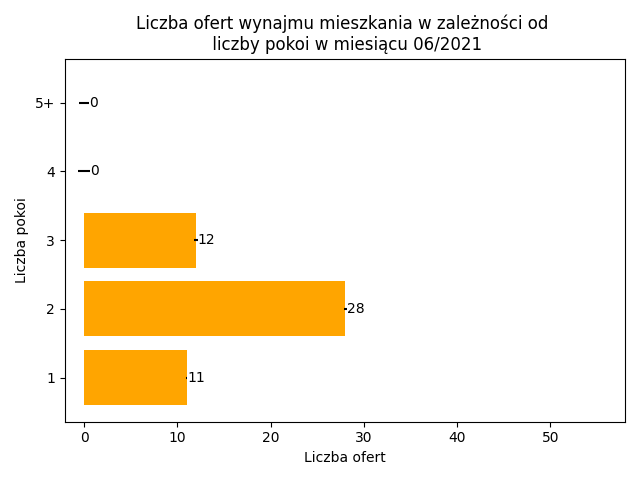 Liczba ofert wynajmu mieszkania w zależności od
liczby pokoi w miesiącu 06/2021
5+
0
4
0
3
12
2
28
1
11
Liczba pokoi
0 10 20 30 40 50
Liczba ofert